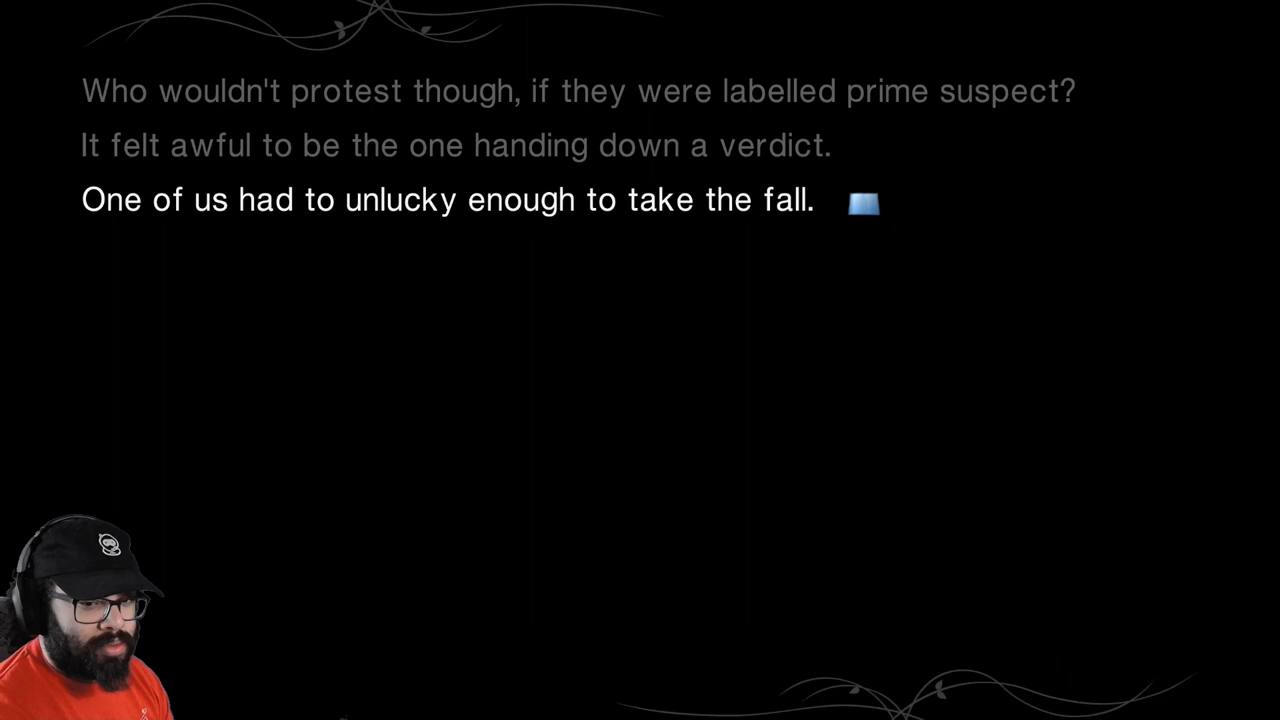 Who wouldn't protest though, if they were labelled prime suspect?
It felt awful to be the one handing down a verdict.
One of us had to unlucky enough to take the fall.